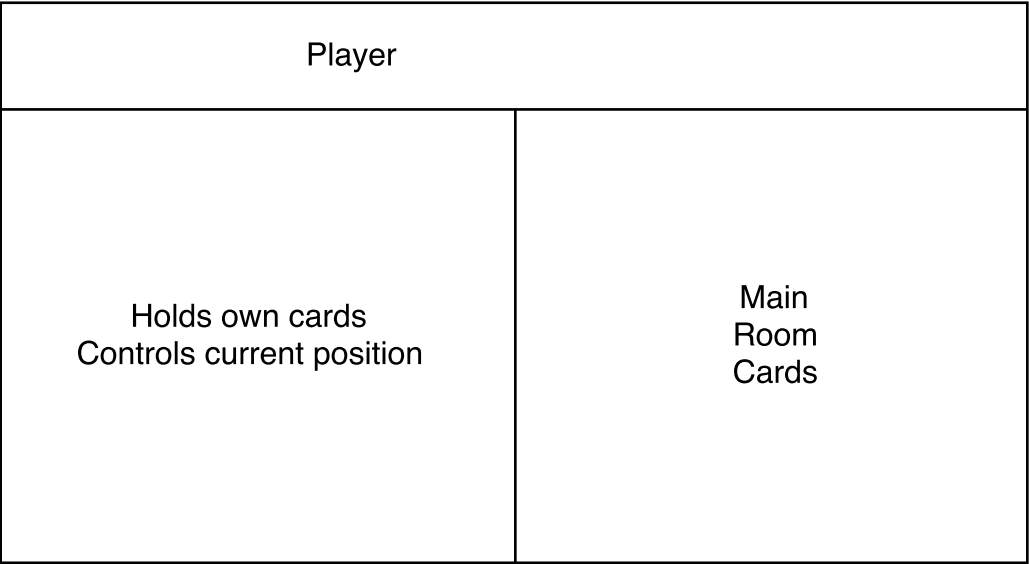 Player
Holds own cards
Controls current position
Main
Room
Cards